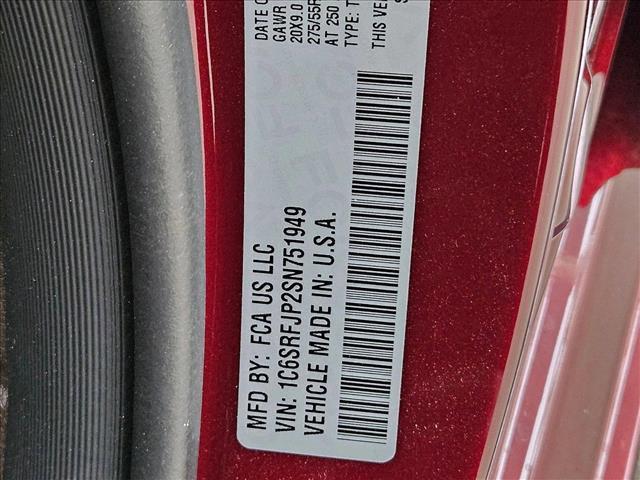 MFD BY: FCA US LLC
VIN: 1C6SRFJP2SN751949
VEHICLE MADE IN: U.S.A.
DATE O
GAWR
20X9.0
275/55R
AT 250
TYPE: T
THIS VE